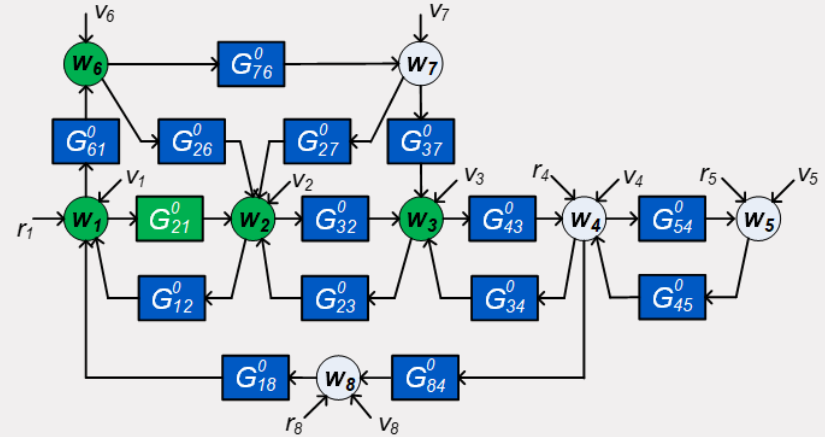 v₆ v₇
w₆ G⁰₇₆ w₇
G⁰₆₁ G⁰₂₆ G⁰₂₇ G⁰₃₇
v₁ v₂ v₃ r₄ v₄ r₅ v₅
r₁ w₁ G⁰₂₁ w₂ G⁰₃₂ w₃ G⁰₄₃ w₄ G⁰₅₄ w₅
G⁰₁₂ G⁰₂₃ G⁰₃₄ G⁰₄₅
G⁰₁₈ w₈ G⁰₈₄
r₈ v₈